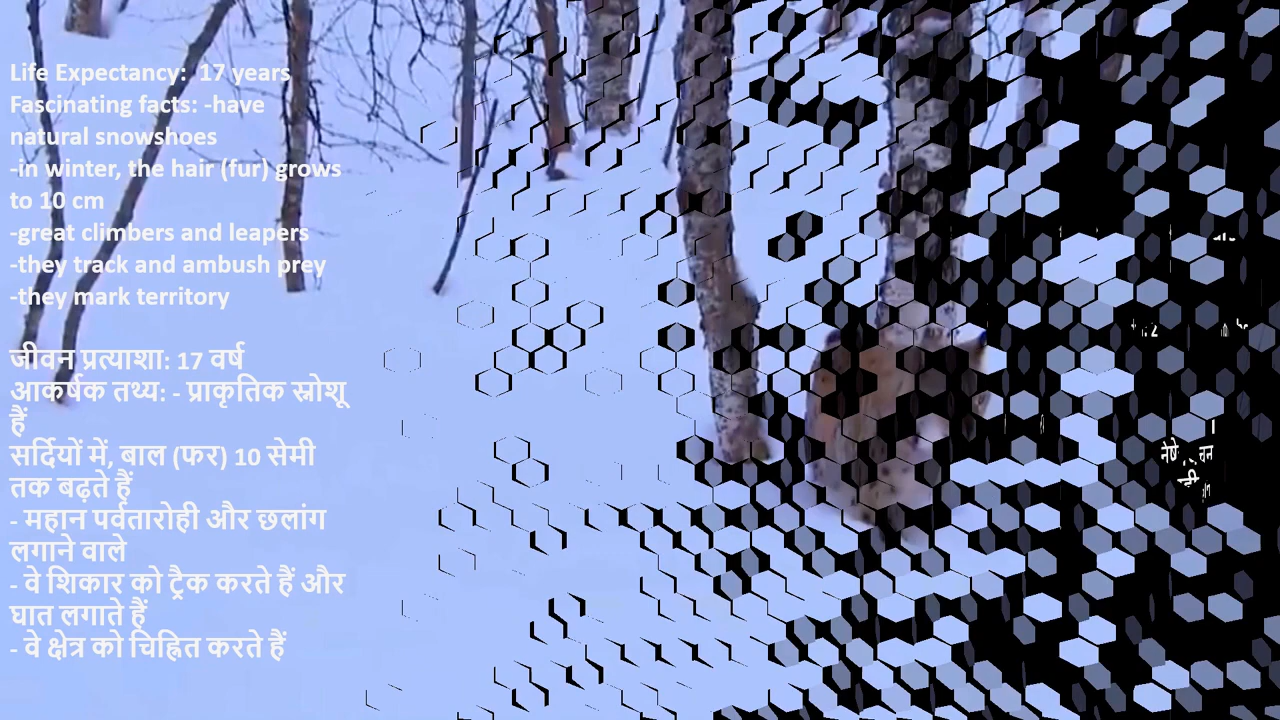 Life Expectancy: 17 years
Fascinating facts: -have
natural snowshoes
-in winter, the hair (fur) grows
to 10 cm
-great climbers and leapers
-they track and ambush prey
-they mark territory
जीवन प्रत्याशा: 17 वर्ष
आकर्षक तथ्य: - प्राकृतिक स्नोशू
हैं
सर्दियों में, बाल (फर) 10 सेमी
तक बढ़ते हैं
- महान पर्वतारोही और छलांग
लगाने वाले
- वे शिकार को ट्रैक करते हैं और
घात लगाते हैं
- वे क्षेत्र को चिह्नित करते हैं